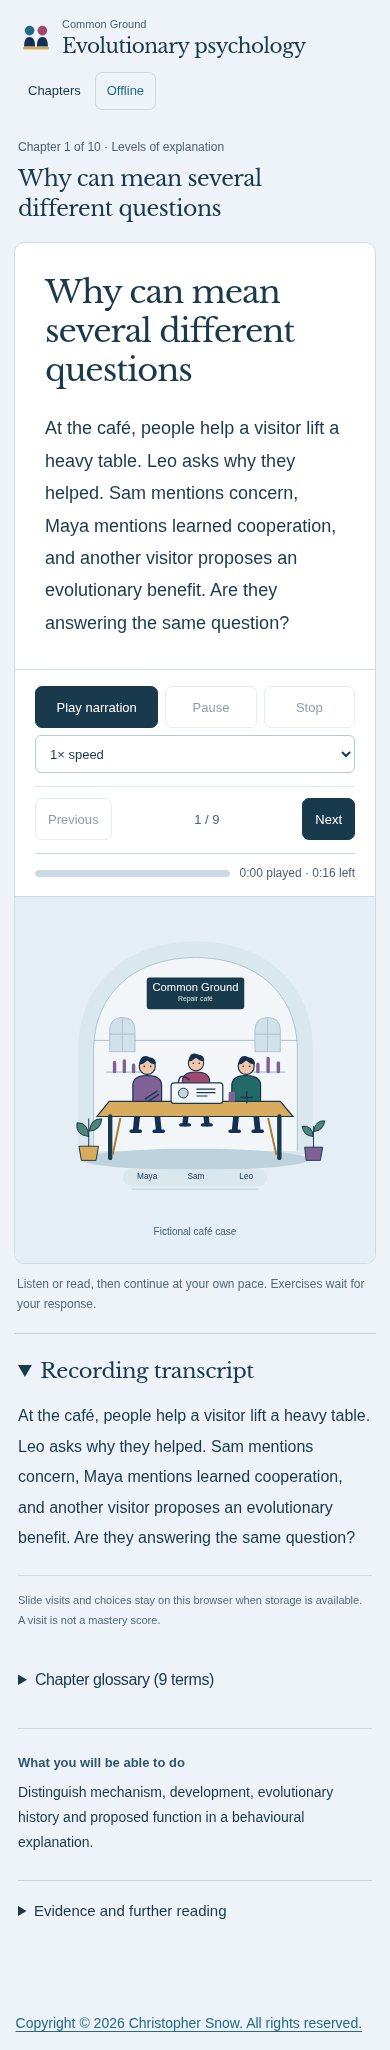 Common Ground
Evolutionary psychology
Chapters
Offline
Chapter 1 of 10 · Levels of explanation
Why can mean several
different questions
Why can mean
several different
questions
At the café, people help a visitor lift a
heavy table. Leo asks why they
helped. Sam mentions concern,
Maya mentions learned cooperation,
and another visitor proposes an
evolutionary benefit. Are they
answering the same question?
Play narration
Pause
Stop
1× speed
Previous
1 / 9
Next
0:00 played · 0:16 left
Common Ground
Repair café
Maya
Sam
Leo
Fictional café case
Listen or read, then continue at your own pace. Exercises wait for
your response.
Recording transcript
At the café, people help a visitor lift a heavy table.
Leo asks why they helped. Sam mentions
concern, Maya mentions learned cooperation,
and another visitor proposes an evolutionary
benefit. Are they answering the same question?
Slide visits and choices stay on this browser when storage is available.
A visit is not a mastery score.
Chapter glossary (9 terms)
What you will be able to do
Distinguish mechanism, development, evolutionary
history and proposed function in a behavioural
explanation.
Evidence and further reading
Copyright © 2026 Christopher Snow. All rights reserved.